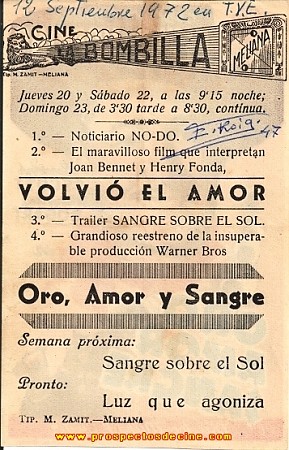 12 Septiembre 1972 en T.V.E.
CINE
LA BOMBILLA
MELIANA
Tip. M. ZAMIT.-MELIANA
Jueves 20 y Sábado 22, a las 9'15 noche;
Domingo 23, de 3'30 tarde a 8'30, continua.
1.º — Noticiario NO-DO.
E. Roig.
47
2.º — El maravilloso film que interpretan
Joan Bennet y Henry Fonda,
VOLVIÓ EL AMOR
3.º — Trailer SANGRE SOBRE EL SOL.
4.º — Grandioso reestreno de la insupera-
ble producción Warner Bros
Oro, Amor y Sangre
Semana próxima:
Sangre sobre el Sol
Pronto:
Luz que agoniza
TIP. M. ZAMIT.—MELIANA
www.prospectosdecine.com